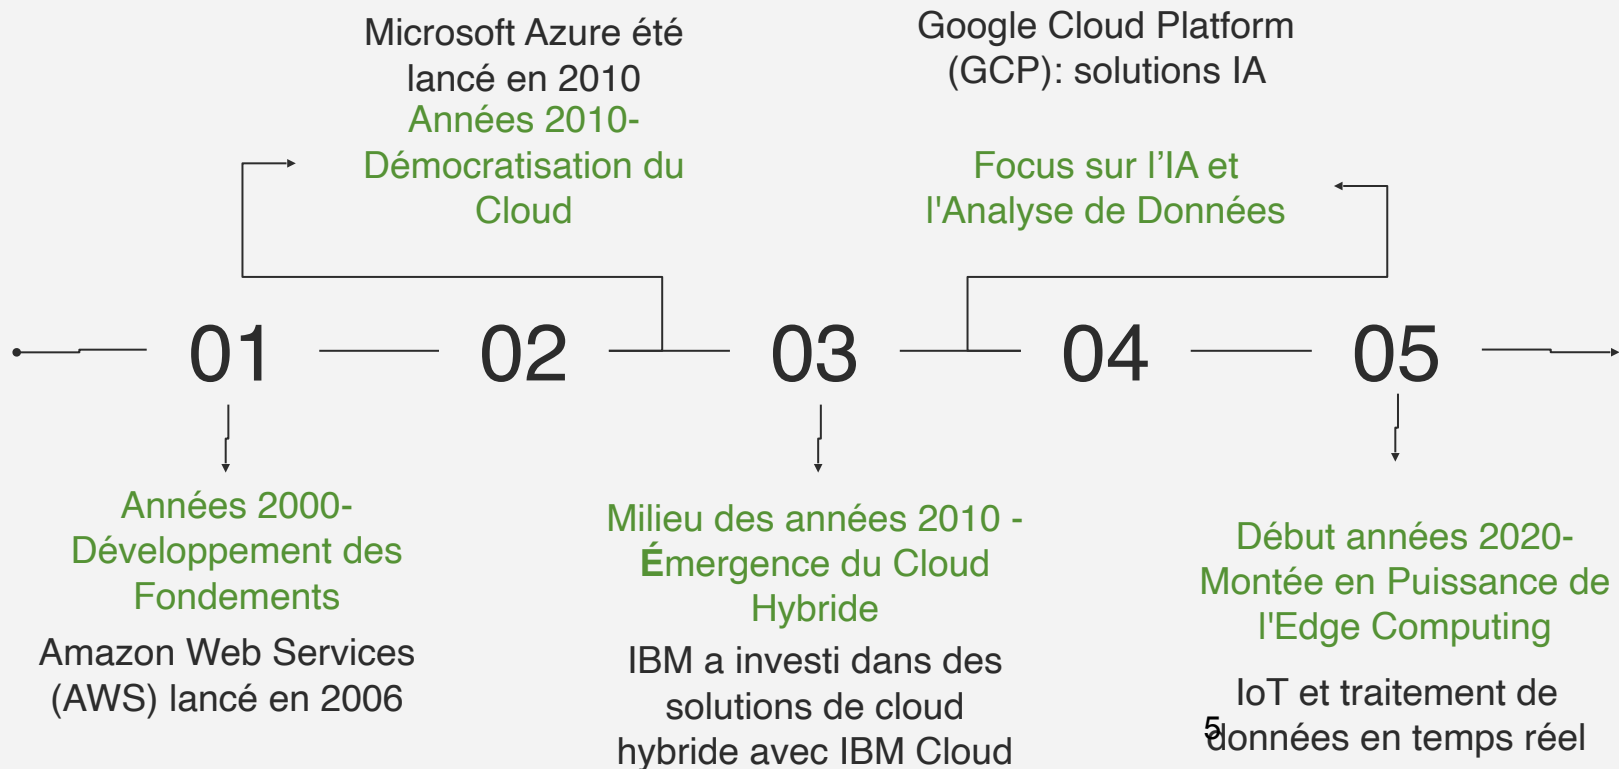 Microsoft Azure été
lancé en 2010
Années 2010-
Démocratisation du
Cloud
Google Cloud Platform
(GCP): solutions IA
Focus sur l’IA et
l'Analyse de Données
01
02
03
04
05
Années 2000-
Développement des
Fondements
Amazon Web Services
(AWS) lancé en 2006
Milieu des années 2010 -
Émergence du Cloud
Hybride
IBM a investi dans des
solutions de cloud
hybride avec IBM Cloud
Début années 2020-
Montée en Puissance de
l'Edge Computing
IoT et traitement de
données en temps réel
5